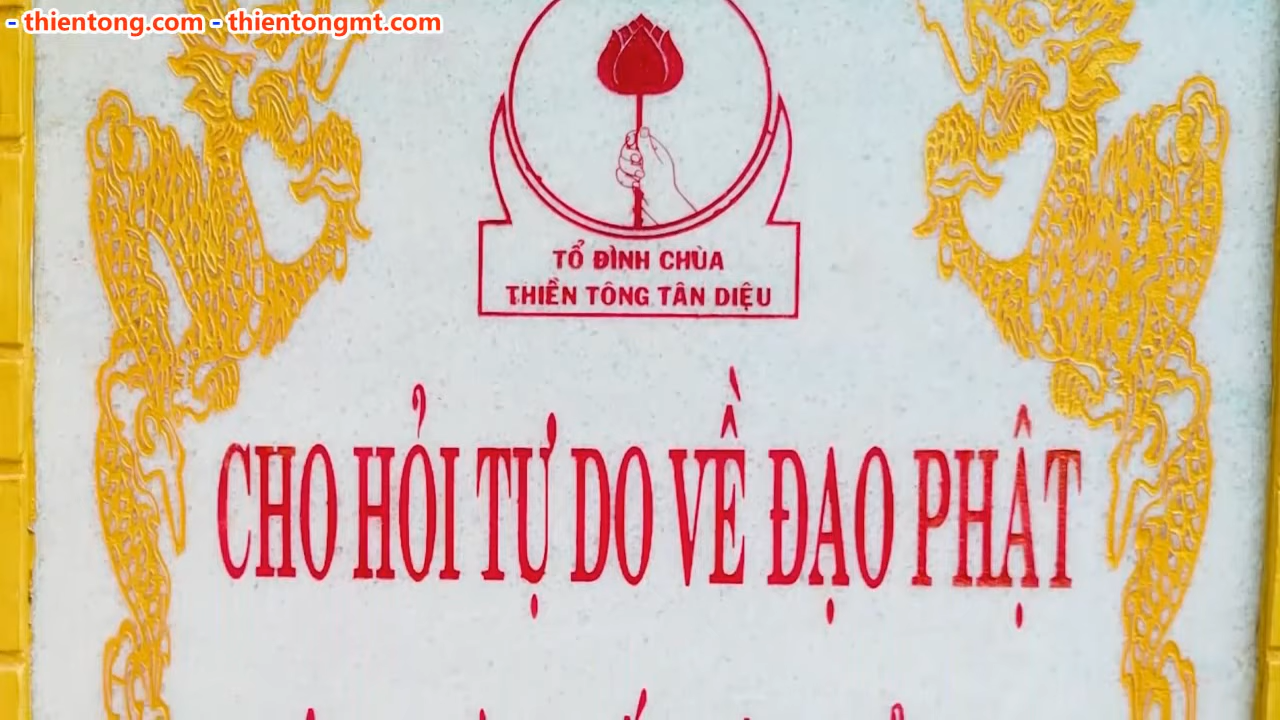 - thientong.com - thientongmt.com
TỔ ĐÌNH CHÙA
THIỀN TÔNG TÂN DIỆU
CHO HỎI TỰ DO VỀ ĐẠO PHẬT